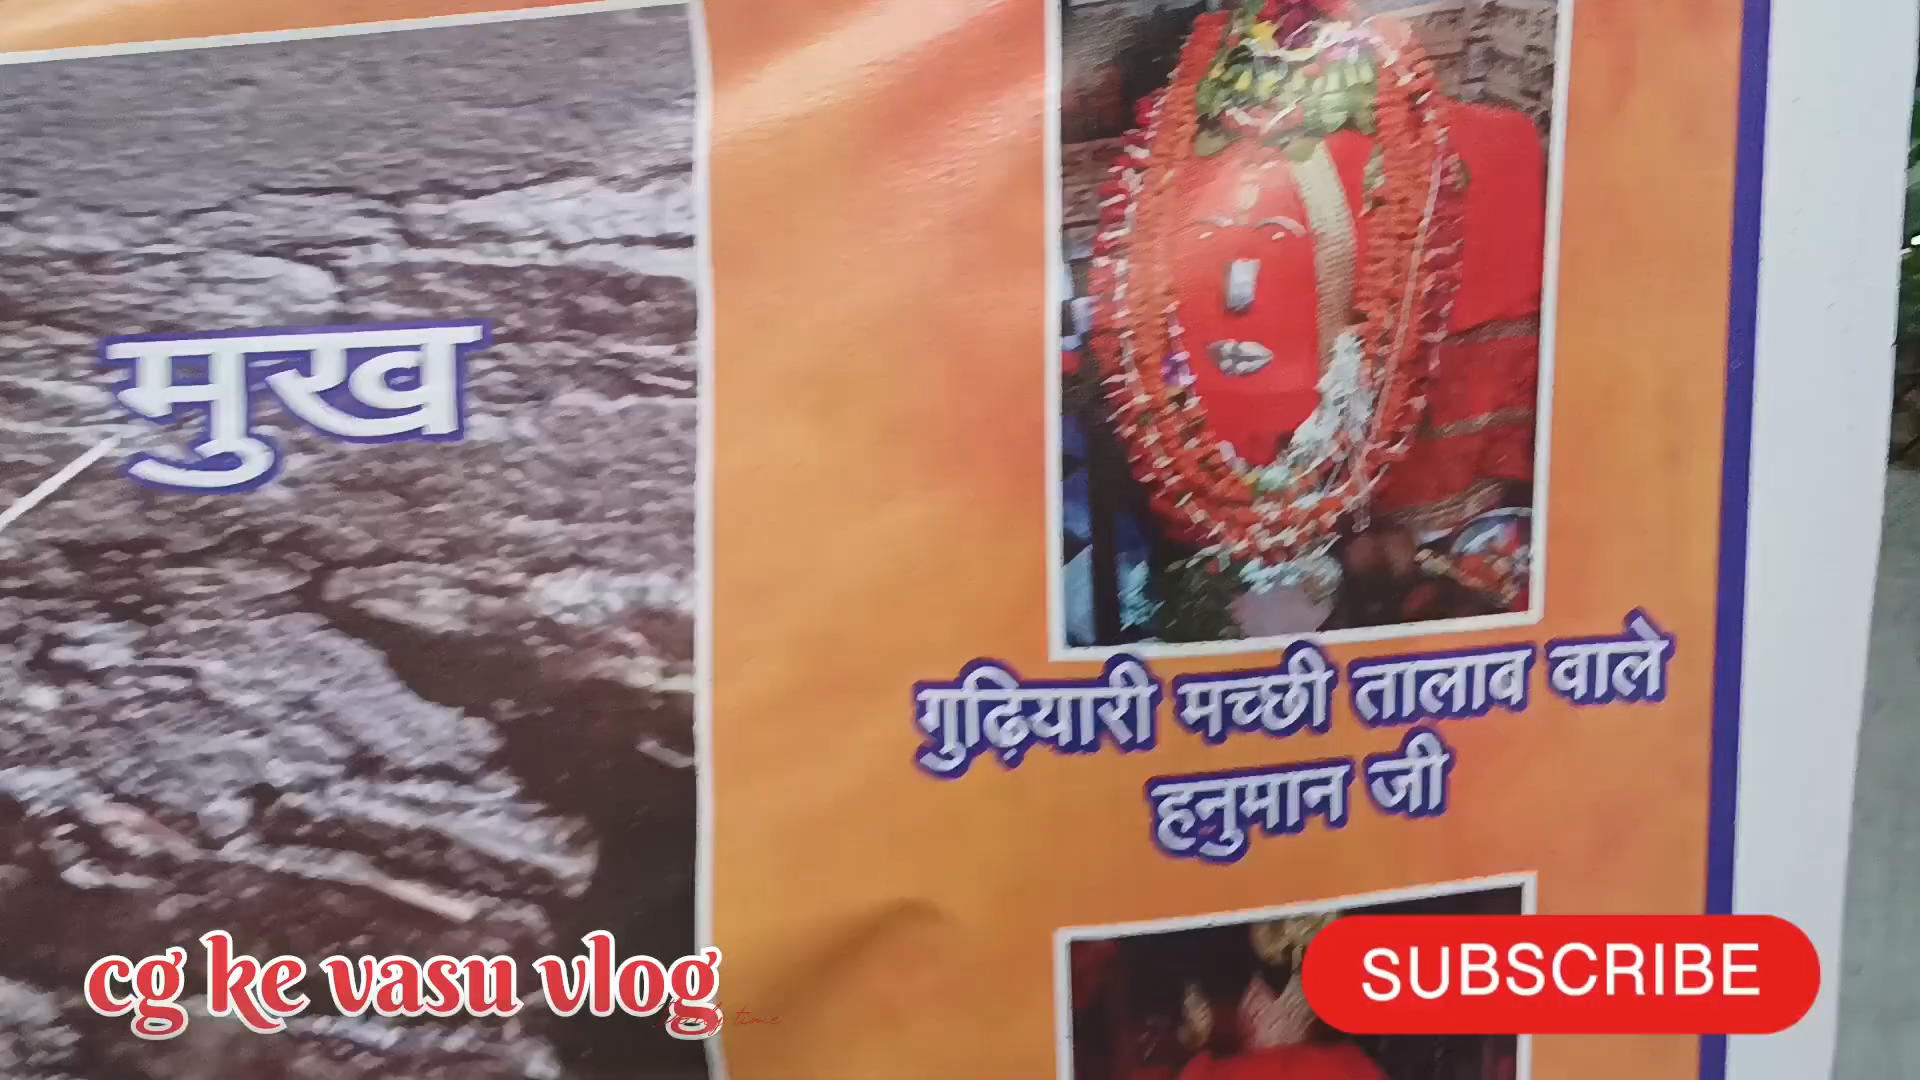 मुख
गुढ़ियारी मच्छी तालाव वाले
हनुमान जी
cg ke vasu vlog
SUBSCRIBE